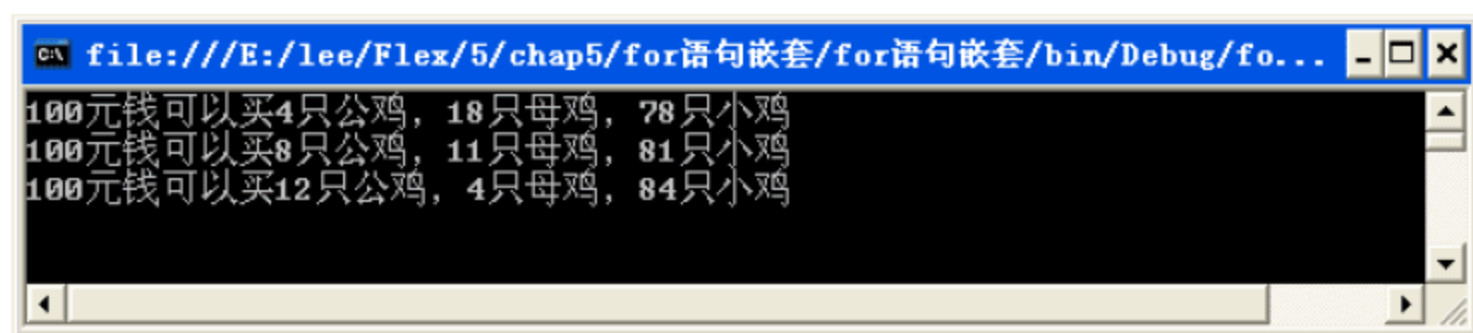 file:///E:/lee/Flex/5/chap5/for语句嵌套/for语句嵌套/bin/Debug/fo...
100元钱可以买4只公鸡，18只母鸡，78只小鸡
100元钱可以买8只公鸡，11只母鸡，81只小鸡
100元钱可以买12只公鸡，4只母鸡，84只小鸡